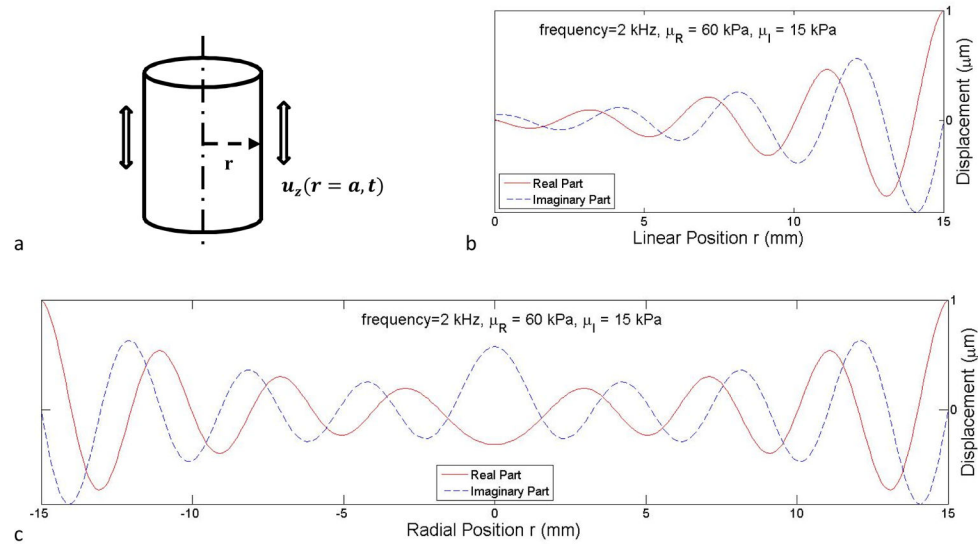 r
u_z(r = a, t)
a
frequency=2 kHz, μ_R = 60 kPa, μ_I = 15 kPa
1
0
Displacement (μm)
Real Part
Imaginary Part
0
5
10
15
Linear Position r (mm)
b
frequency=2 kHz, μ_R = 60 kPa, μ_I = 15 kPa
1
0
Displacement (μm)
Real Part
Imaginary Part
-15
-10
-5
0
5
10
15
Radial Position r (mm)
c